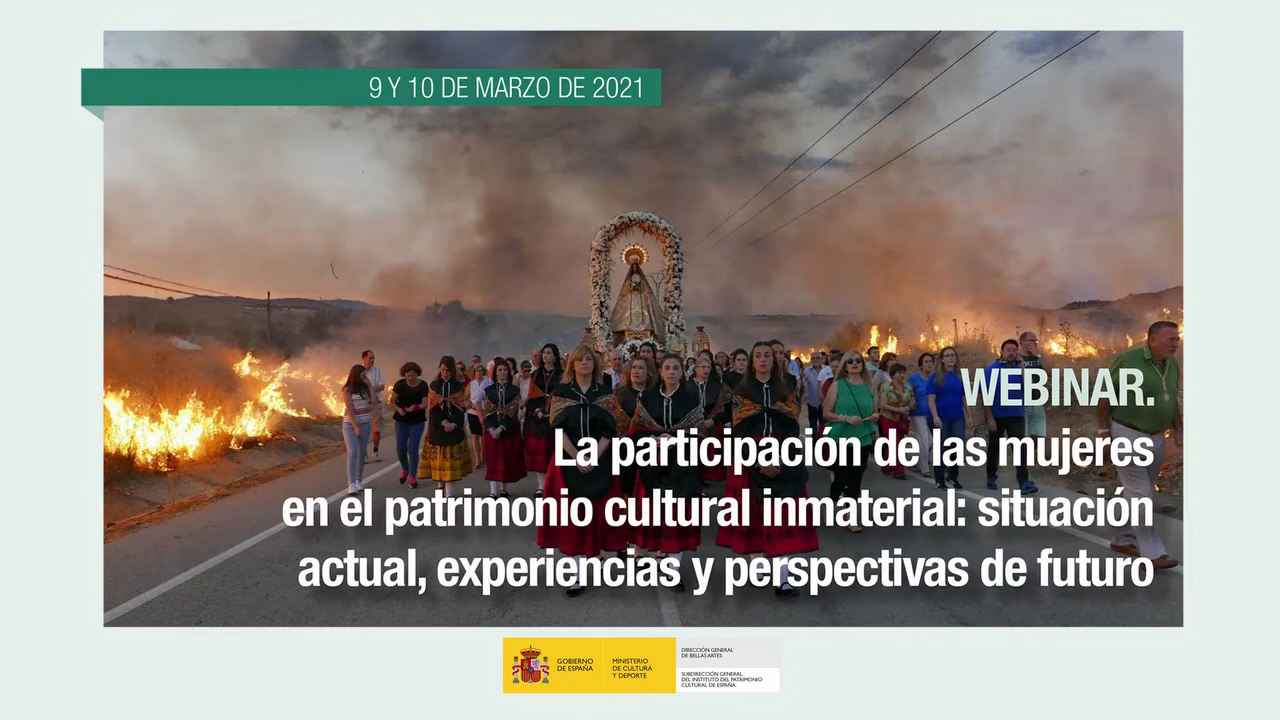 9 Y 10 DE MARZO DE 2021
WEBINAR.
La participación de las mujeres
en el patrimonio cultural inmaterial: situación
actual, experiencias y perspectivas de futuro
GOBIERNO
DE ESPAÑA
MINISTERIO
DE CULTURA
Y DEPORTE
DIRECCIÓN GENERAL
DE BELLAS ARTES
SUBDIRECCIÓN GENERAL
DEL INSTITUTO DEL PATRIMONIO
CULTURAL DE ESPAÑA